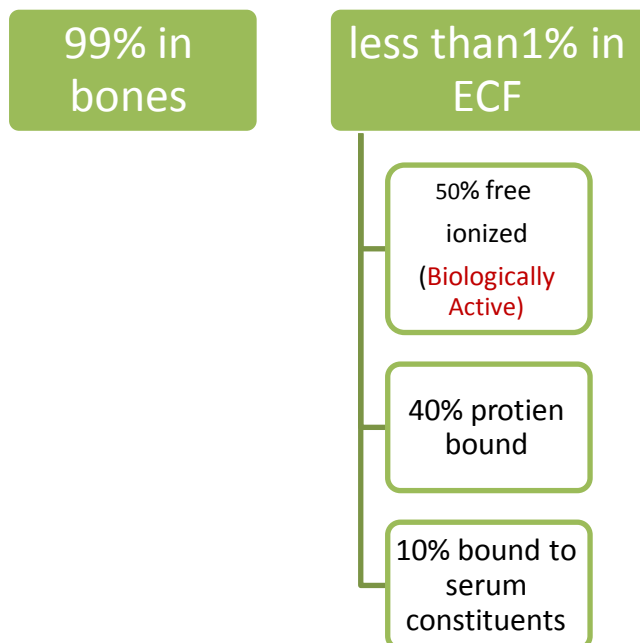 99% in
bones
less than1% in
ECF
50% free
ionized
(Biologically
Active)
40% protien
bound
10% bound to
serum
constituents